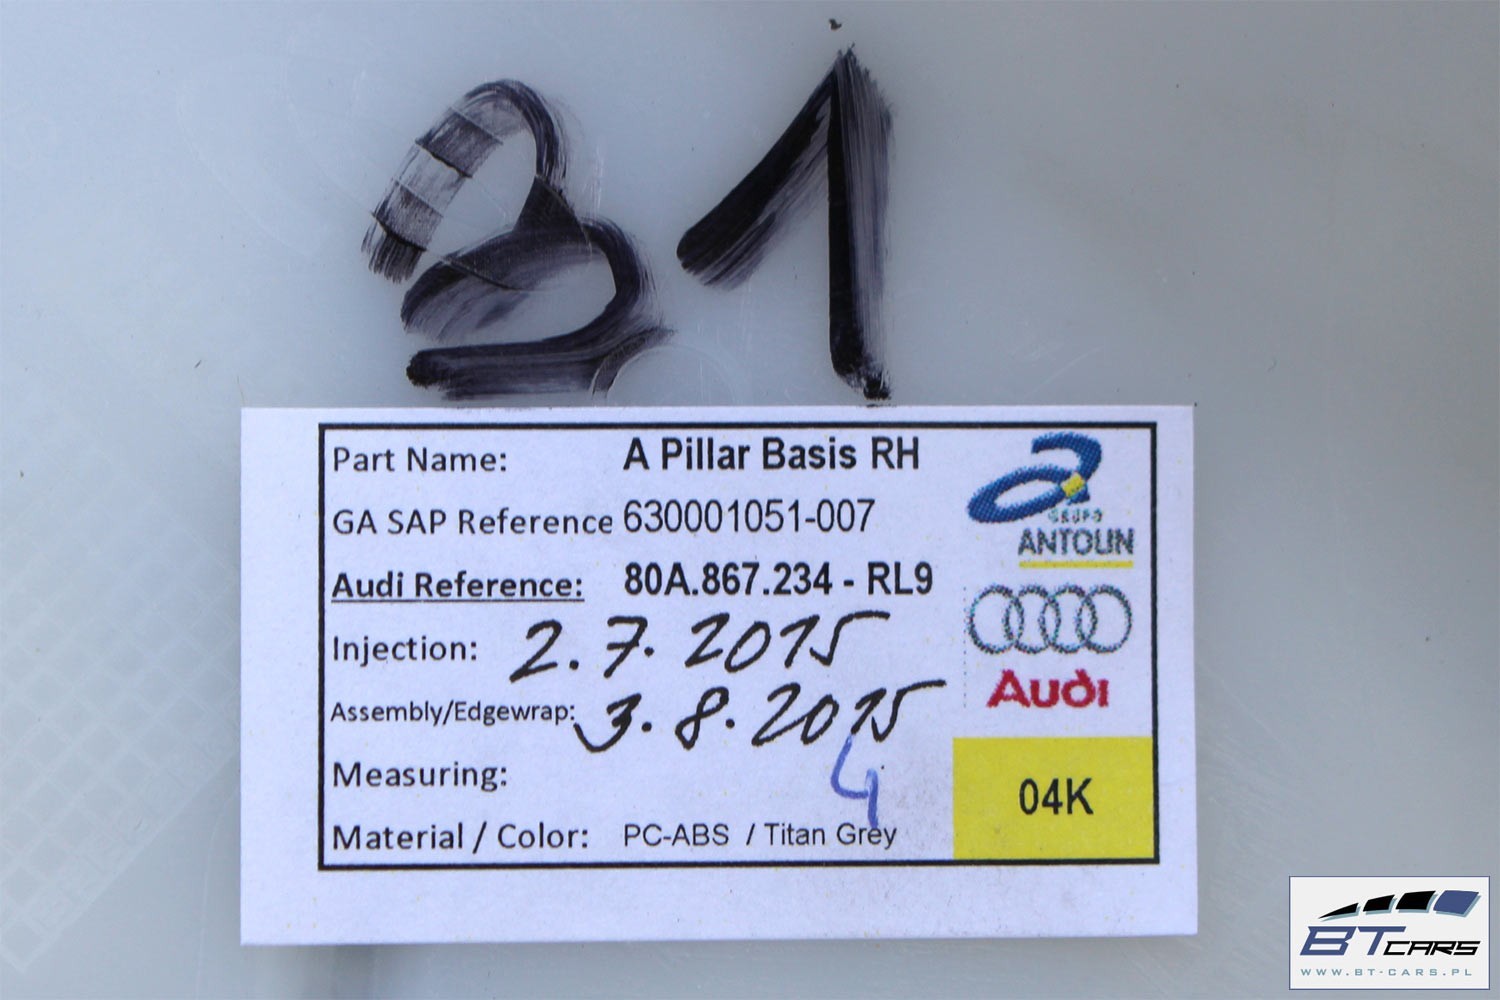 31
Part Name: A Pillar Basis RH
GA SAP Reference 630001051-007
Audi Reference: 80A.867.234 - RL9
Injection: 2.7.2015
Assembly/Edgewrap: 3.8.2015
Measuring: 4
Material / Color: PC-ABS / Titan Grey
GRUPO
ANTOLIN
Audi
04K
BTCARS
WWW.BT-CARS.PL